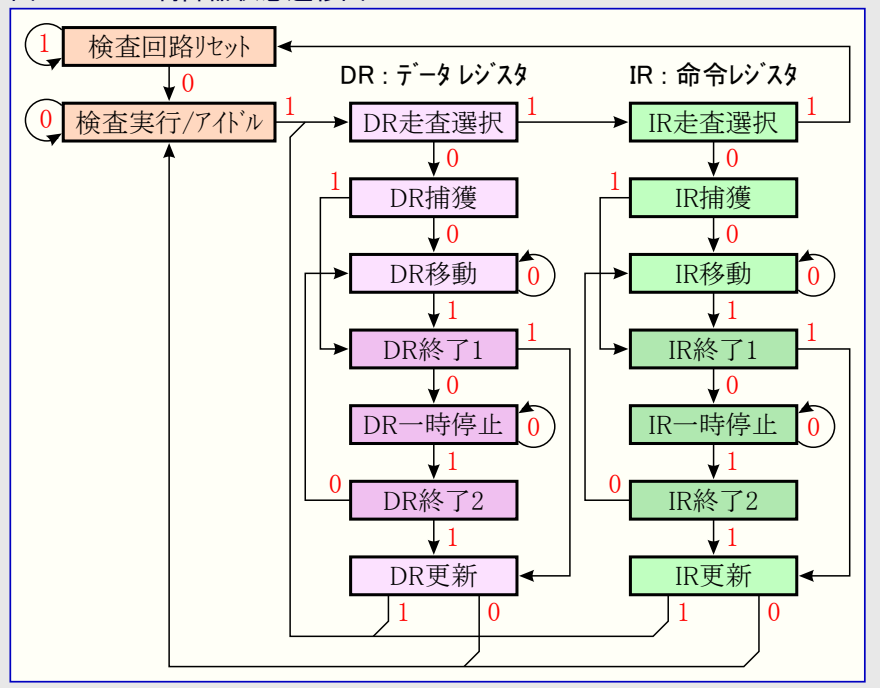 1 検査回路リセット
0
DR : データ レジスタ IR : 命令レジスタ
0 検査実行/アイドル 1 DR走査選択 1 IR走査選択 1
0 0
1 DR捕獲 1 IR捕獲
0 0
DR移動 0 IR移動 0
1 1
DR終了1 1 IR終了1 1
0 0
DR一時停止 0 IR一時停止 0
1 1
0 DR終了2 0 IR終了2
1 1
DR更新 IR更新
1 0 1 0